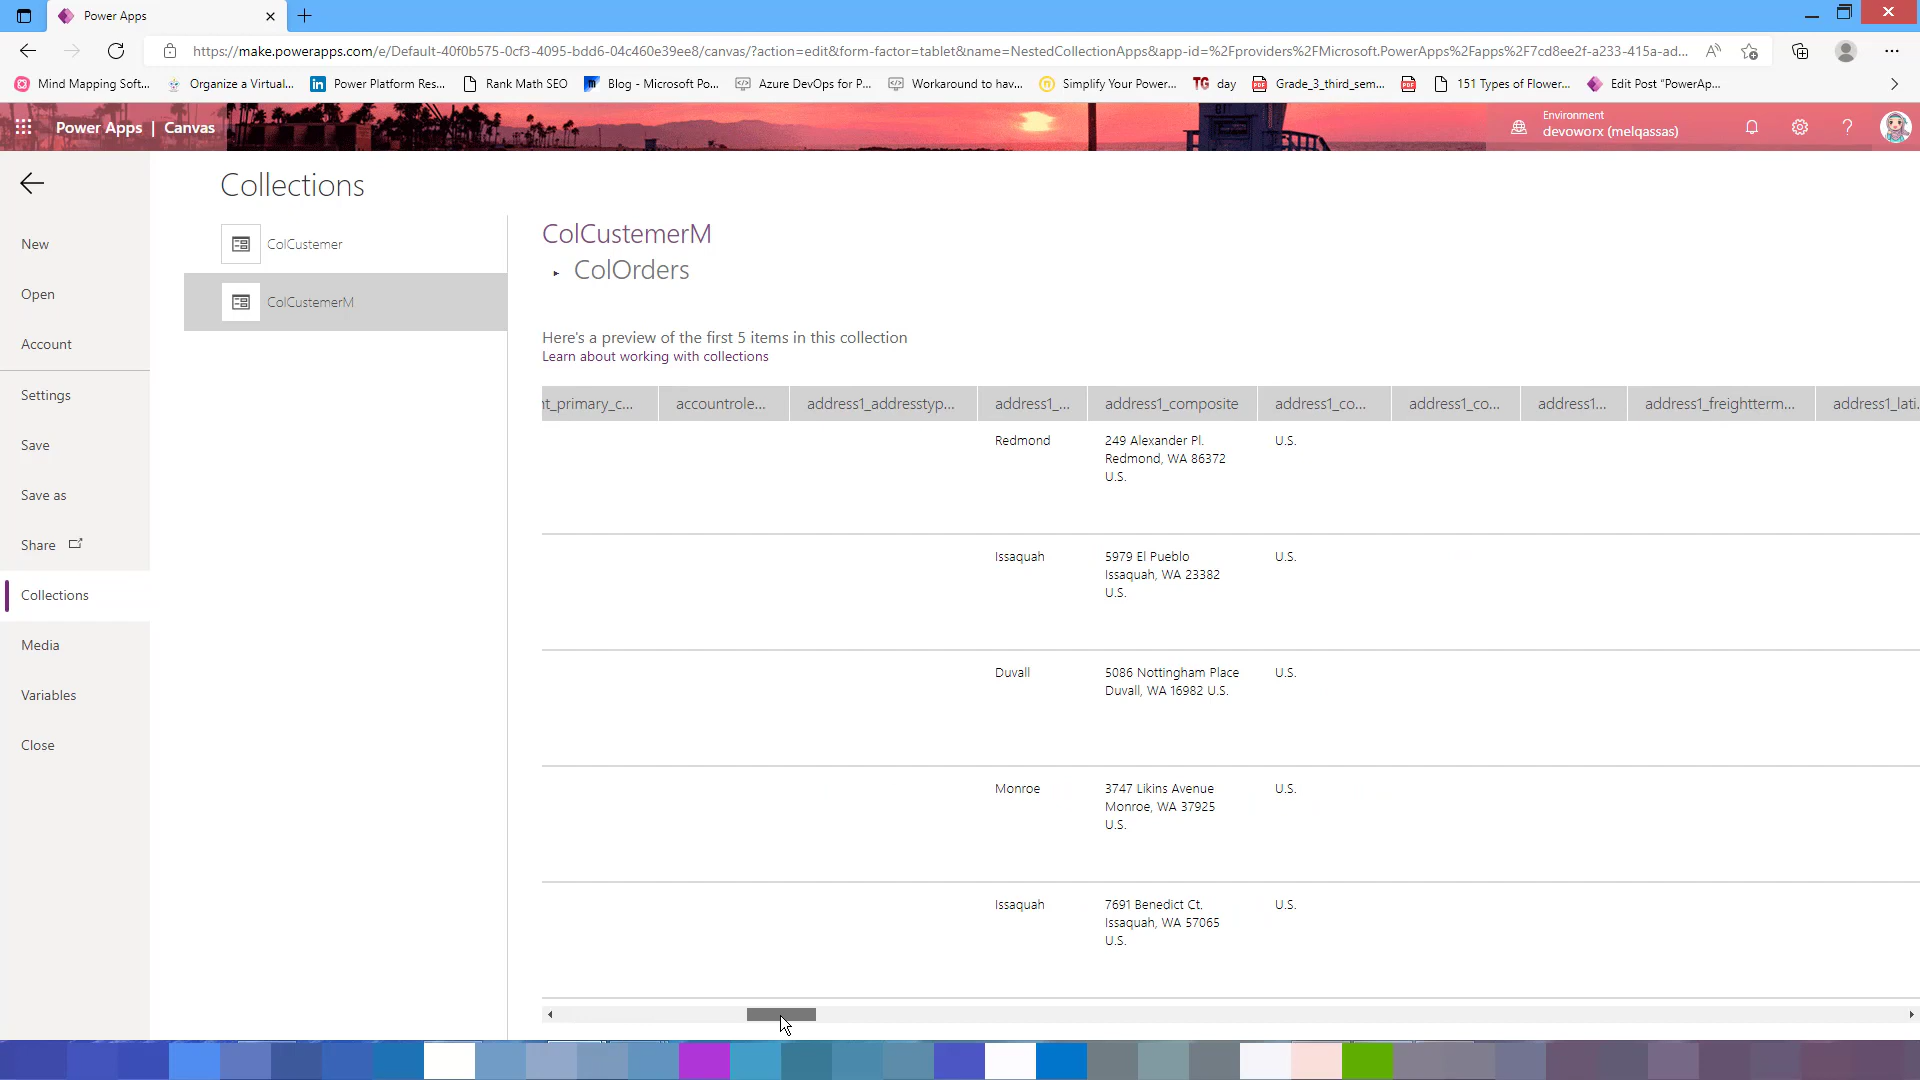 Power Apps
https://make.powerapps.com/e/Default-40f0b575-0cf3-4095-bdd6-04c460e39ee8/canvas/?action=edit&form-factor=tablet&name=NestedCollectionApps&app-id=%2Fproviders%2FMicrosoft.PowerApps%2Fapps%2F7cd8ee2f-a233-415a-ad...
Mind Mapping Soft... Organize a Virtual... Power Platform Res... Rank Math SEO Blog - Microsoft Po... Azure DevOps for P... Workaround to hav... Simplify Your Power... TG day Grade_3_third_sem... 151 Types of Flower... Edit Post "PowerAp...
Power Apps | Canvas
Environment
devoworx (melqassas)
New
Open
Account
Settings
Save
Save as
Share
Collections
Media
Variables
Close
Collections
ColCustemer
ColCustemerM
ColCustemerM
ColOrders
Here's a preview of the first 5 items in this collection
Learn about working with collections
nt_primary_c... accountrole... address1_addresstyp... address1_... address1_composite address1_co... address1_co... address1... address1_freightterm... address1_lati...
Redmond 249 Alexander Pl. U.S.
Redmond, WA 86372
U.S.
Issaquah 5979 El Pueblo U.S.
Issaquah, WA 23382
U.S.
Duvall 5086 Nottingham Place U.S.
Duvall, WA 16982 U.S.
Monroe 3747 Likins Avenue U.S.
Monroe, WA 37925
U.S.
Issaquah 7691 Benedict Ct. U.S.
Issaquah, WA 57065
U.S.